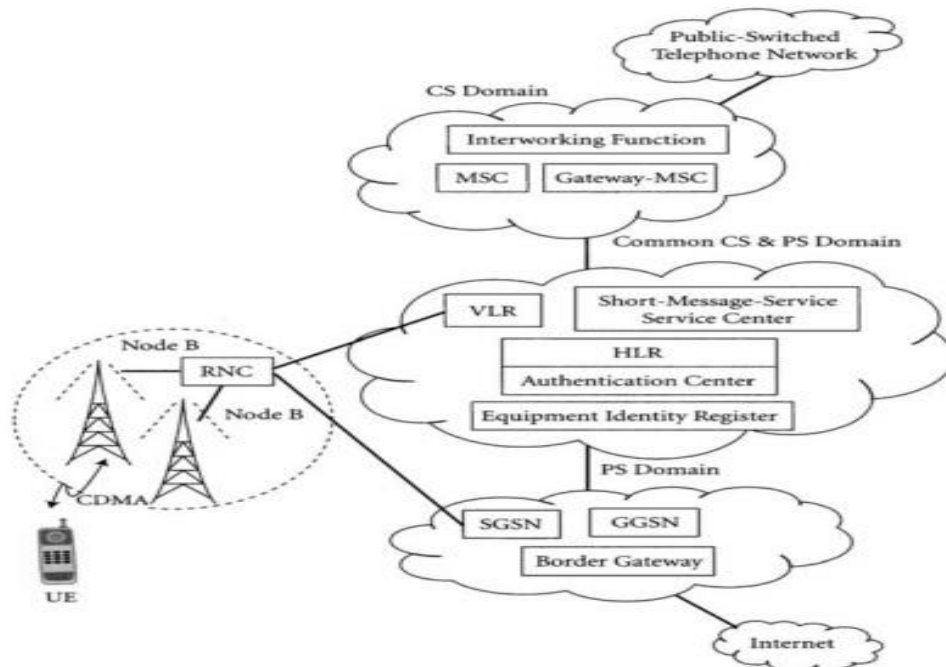 Public-Switched
Telephone Network
CS Domain
Interworking Function
MSC
Gateway-MSC
Common CS & PS Domain
VLR
Short-Message-Service
Service Center
HLR
Authentication Center
Equipment Identity Register
Node B
RNC
Node B
CDMA
UE
PS Domain
SGSN
GGSN
Border Gateway
Internet